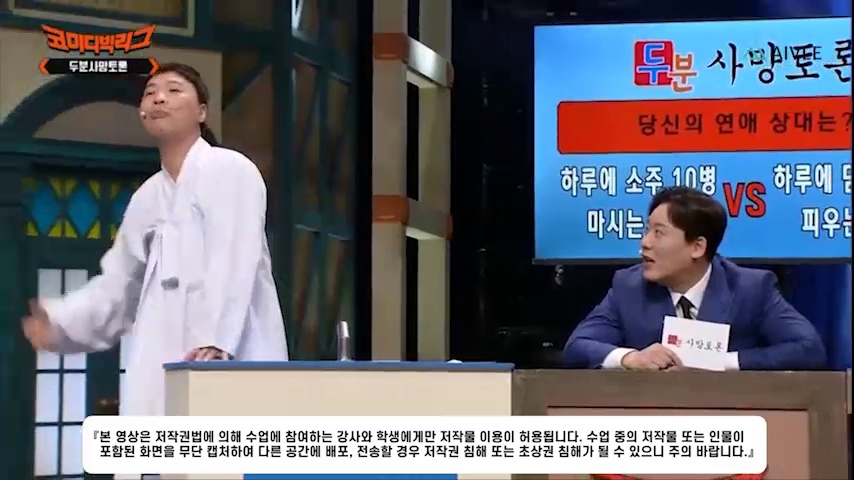 코미디빅리그
두분사망토론
두분 사망토론
당신의 연애 상대는?
하루에 소주 10병
마시는
VS
하루에 담
피우는
두분 사망토론
『본 영상은 저작권법에 의해 수업에 참여하는 강사와 학생에게만 저작물 이용이 허용됩니다. 수업 중의 저작물 또는 인물이
포함된 화면을 무단 캡처하여 다른 공간에 배포, 전송할 경우 저작권 침해 또는 초상권 침해가 될 수 있으니 주의 바랍니다.』